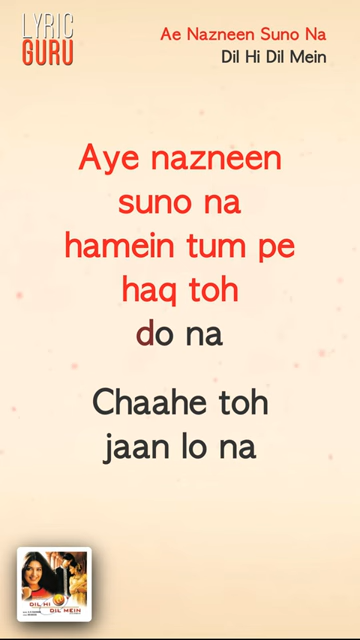 LYRIC
GURU
Ae Nazneen Suno Na
Dil Hi Dil Mein
Aye nazneen
suno na
hamein tum pe
haq toh
do na
Chaahe toh
jaan lo na
DIL HI
DIL MEIN